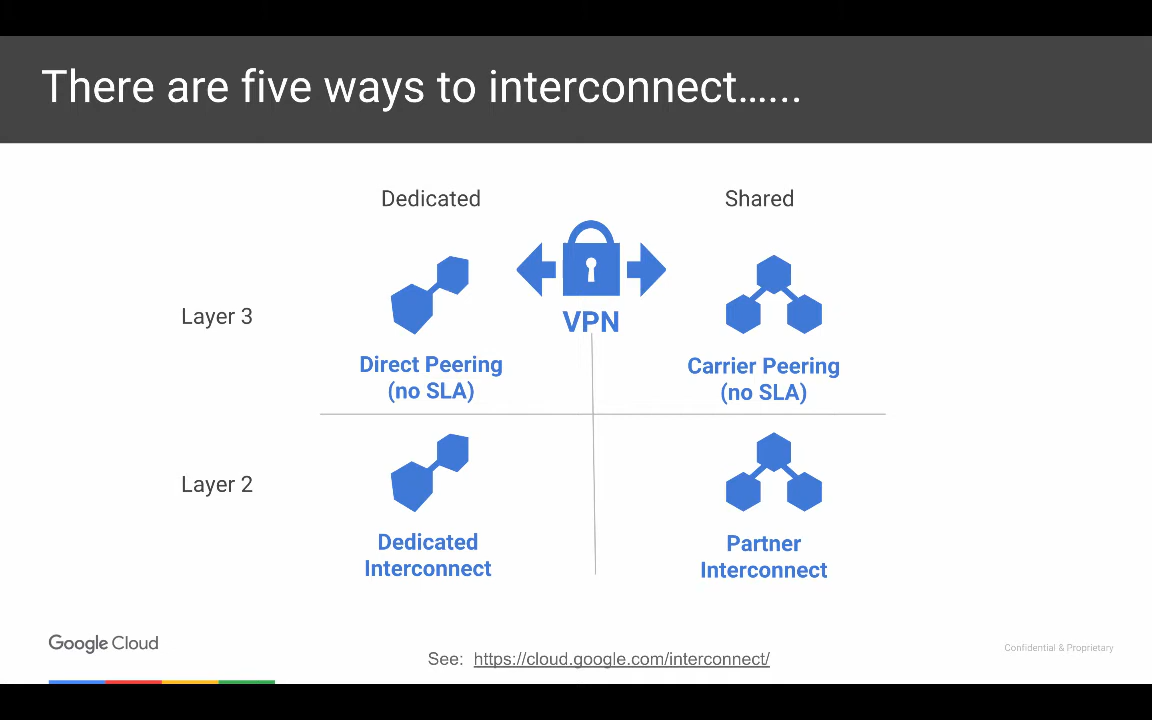 There are five ways to interconnect......
Dedicated
Shared
Layer 3
VPN
Direct Peering
(no SLA)
Carrier Peering
(no SLA)
Layer 2
Dedicated
Interconnect
Partner
Interconnect
Google Cloud
See: https://cloud.google.com/interconnect/
Confidential & Proprietary